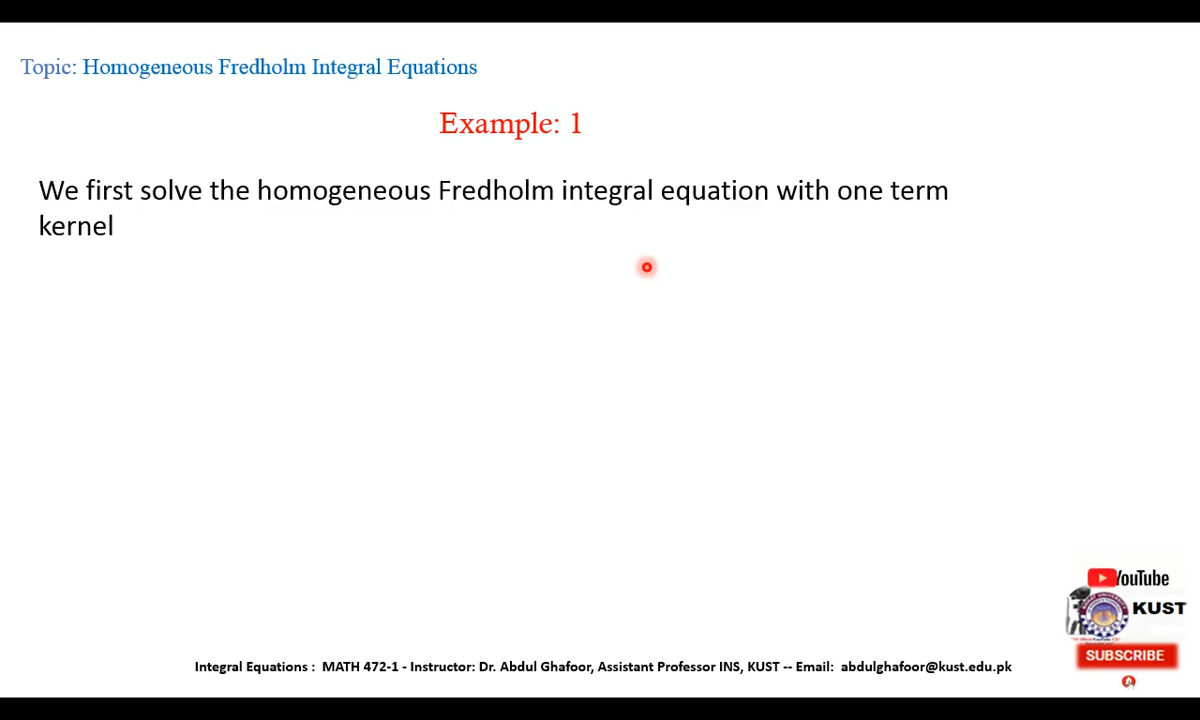 Topic: Homogeneous Fredholm Integral Equations
Example: 1
We first solve the homogeneous Fredholm integral equation with one term
kernel
YouTube
KUST
SUBSCRIBE
Integral Equations : MATH 472-1 - Instructor: Dr. Abdul Ghafoor, Assistant Professor INS, KUST -- Email: abdulghafoor@kust.edu.pk